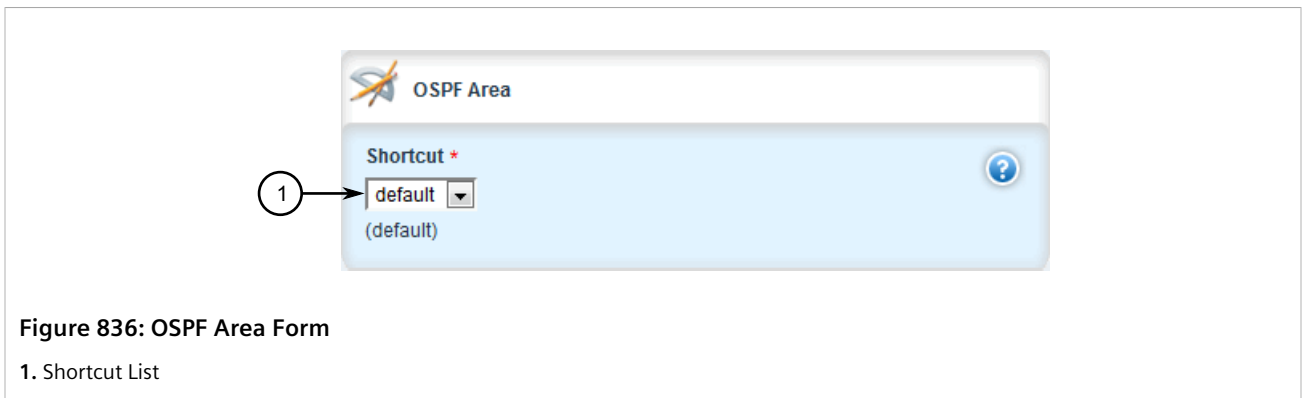 OSPF Area
Shortcut *
1
default
(default)
Figure 836: OSPF Area Form
1. Shortcut List